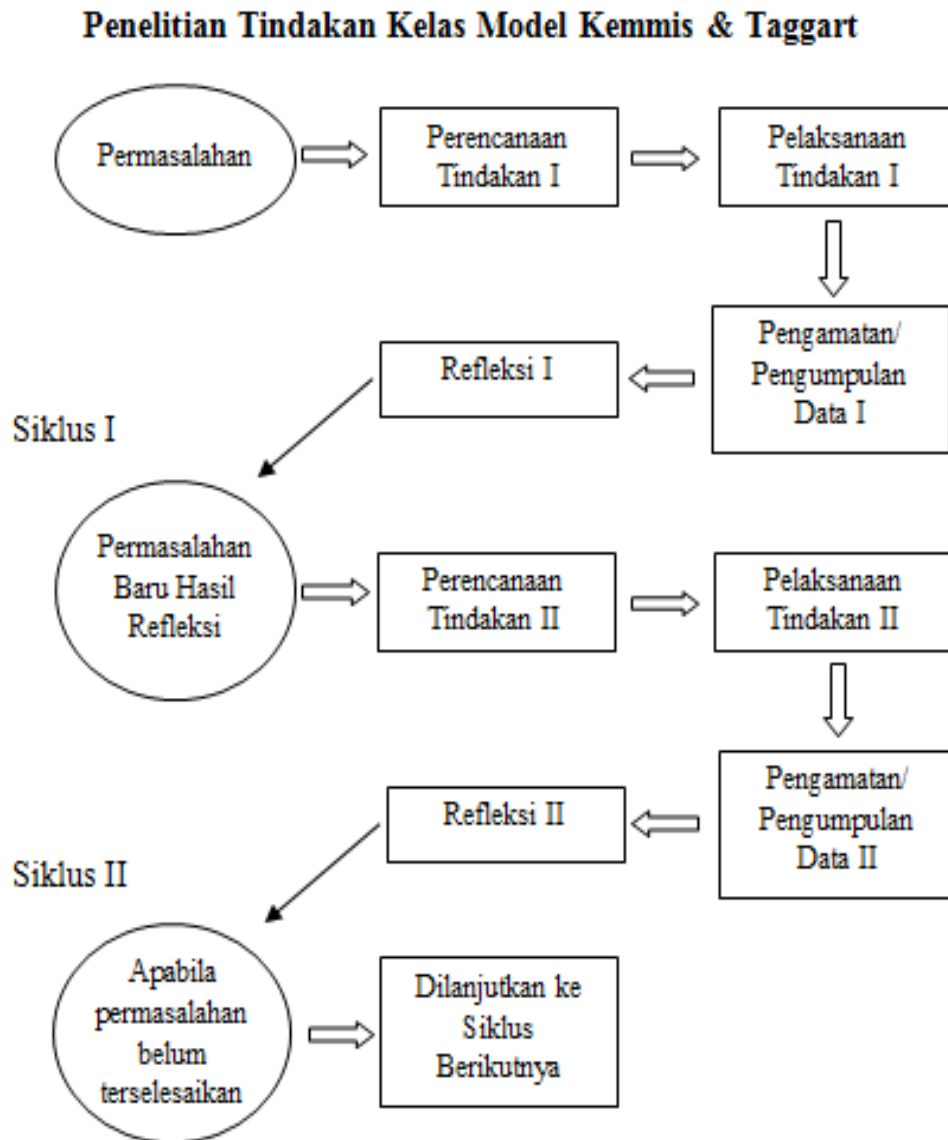 Penelitian Tindakan Kelas Model Kemmis & Taggart
Permasalahan
Perencanaan
Tindakan I
Pelaksanaan
Tindakan I
Pengamatan/
Pengumpulan
Data I
Refleksi I
Siklus I
Permasalahan
Baru Hasil
Refleksi
Perencanaan
Tindakan II
Pelaksanaan
Tindakan II
Pengamatan/
Pengumpulan
Data II
Refleksi II
Siklus II
Apabila
permasalahan
belum
terselesaikan
Dilanjutkan ke
Siklus
Berikutnya